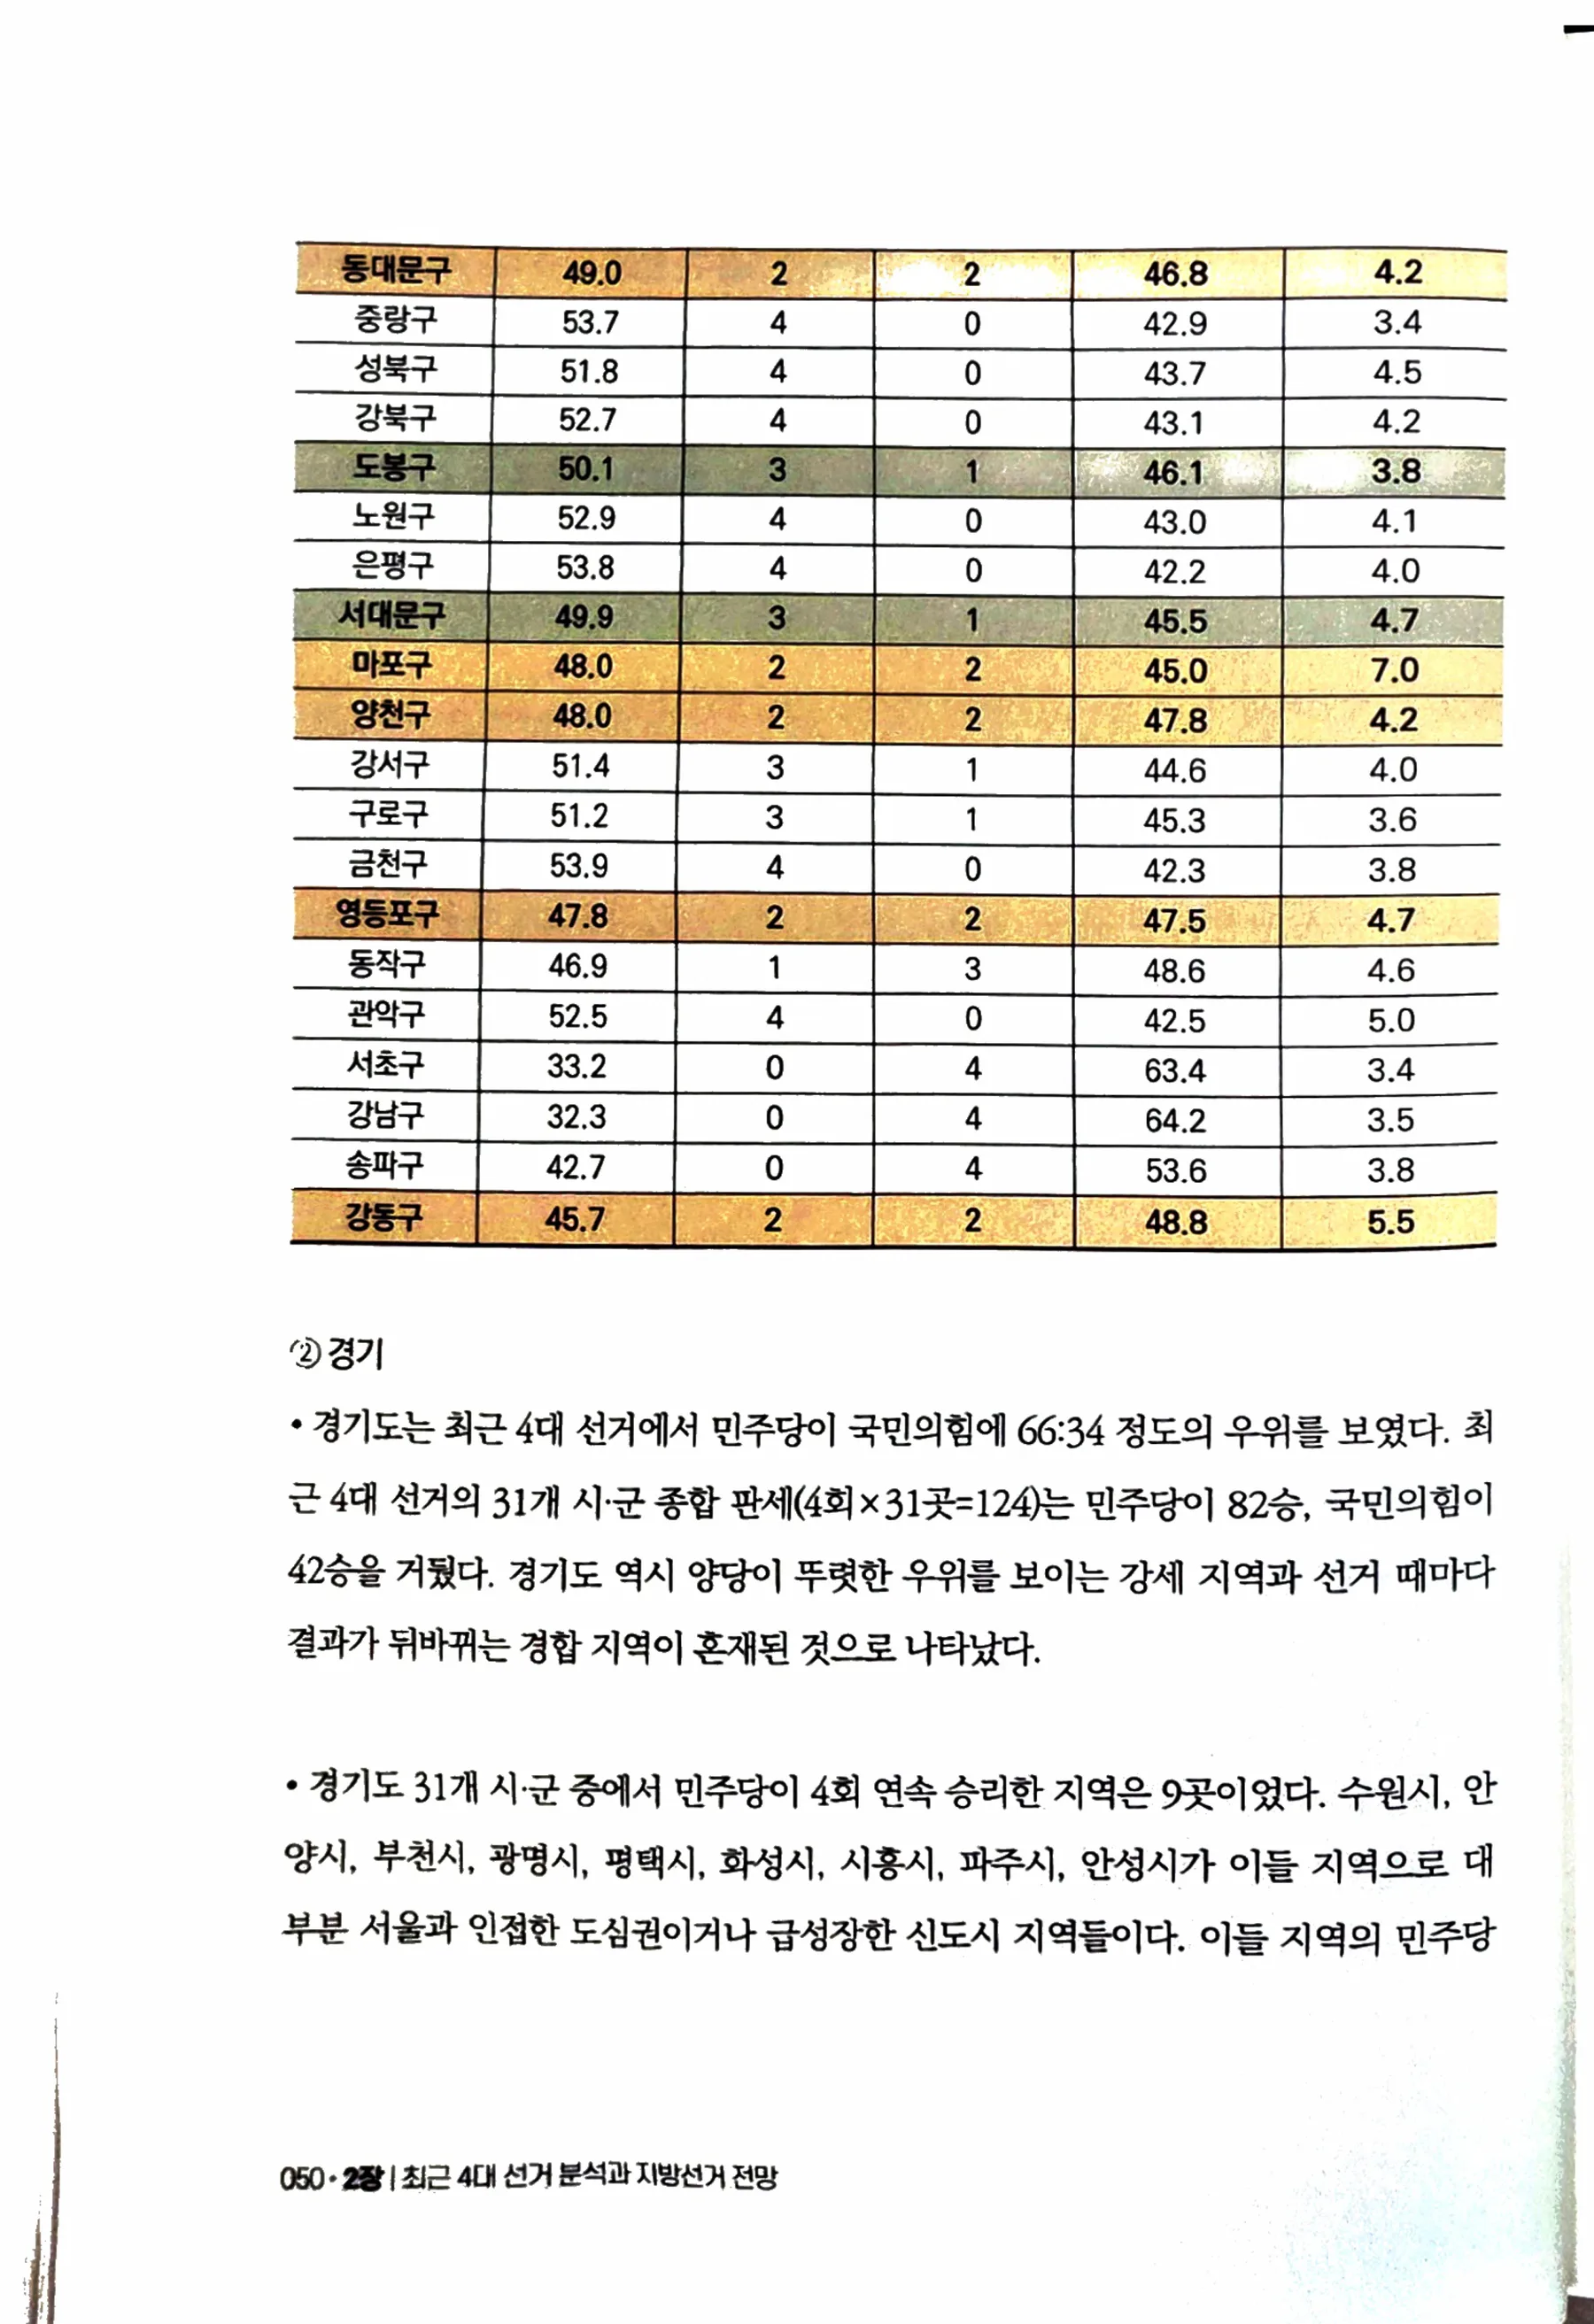 동대문구 49.0 2 2 46.8 4.2
중랑구 53.7 4 0 42.9 3.4
성북구 51.8 4 0 43.7 4.5
강북구 52.7 4 0 43.1 4.2
도봉구 50.1 3 1 46.1 3.8
노원구 52.9 4 0 43.0 4.1
은평구 53.8 4 0 42.2 4.0
서대문구 49.9 3 1 45.5 4.7
마포구 48.0 2 2 45.0 7.0
양천구 48.0 2 2 47.8 4.2
강서구 51.4 3 1 44.6 4.0
구로구 51.2 3 1 45.3 3.6
금천구 53.9 4 0 42.3 3.8
영등포구 47.8 2 2 47.5 4.7
동작구 46.9 1 3 48.6 4.6
관악구 52.5 4 0 42.5 5.0
서초구 33.2 0 4 63.4 3.4
강남구 32.3 0 4 64.2 3.5
송파구 42.7 0 4 53.6 3.8
강동구 45.7 2 2 48.8 5.5
② 경기
• 경기도는 최근 4대 선거에서 민주당이 국민의힘에 66:34 정도의 우위를 보였다. 최
근 4대 선거의 31개 시·군 종합 판세(4회×31곳=124)는 민주당이 82승, 국민의힘이
42승을 거뒀다. 경기도 역시 양당이 뚜렷한 우위를 보이는 강세 지역과 선거 때마다
결과가 뒤바뀌는 경합 지역이 혼재된 것으로 나타났다.
• 경기도 31개 시·군 중에서 민주당이 4회 연속 승리한 지역은 9곳이었다. 수원시, 안
양시, 부천시, 광명시, 평택시, 화성시, 시흥시, 파주시, 안성시가 이들 지역으로 대
부분 서울과 인접한 도심권이거나 급성장한 신도시 지역들이다. 이들 지역의 민주당
050 • 2장 | 최근 4대 선거 분석과 지방선거 전망